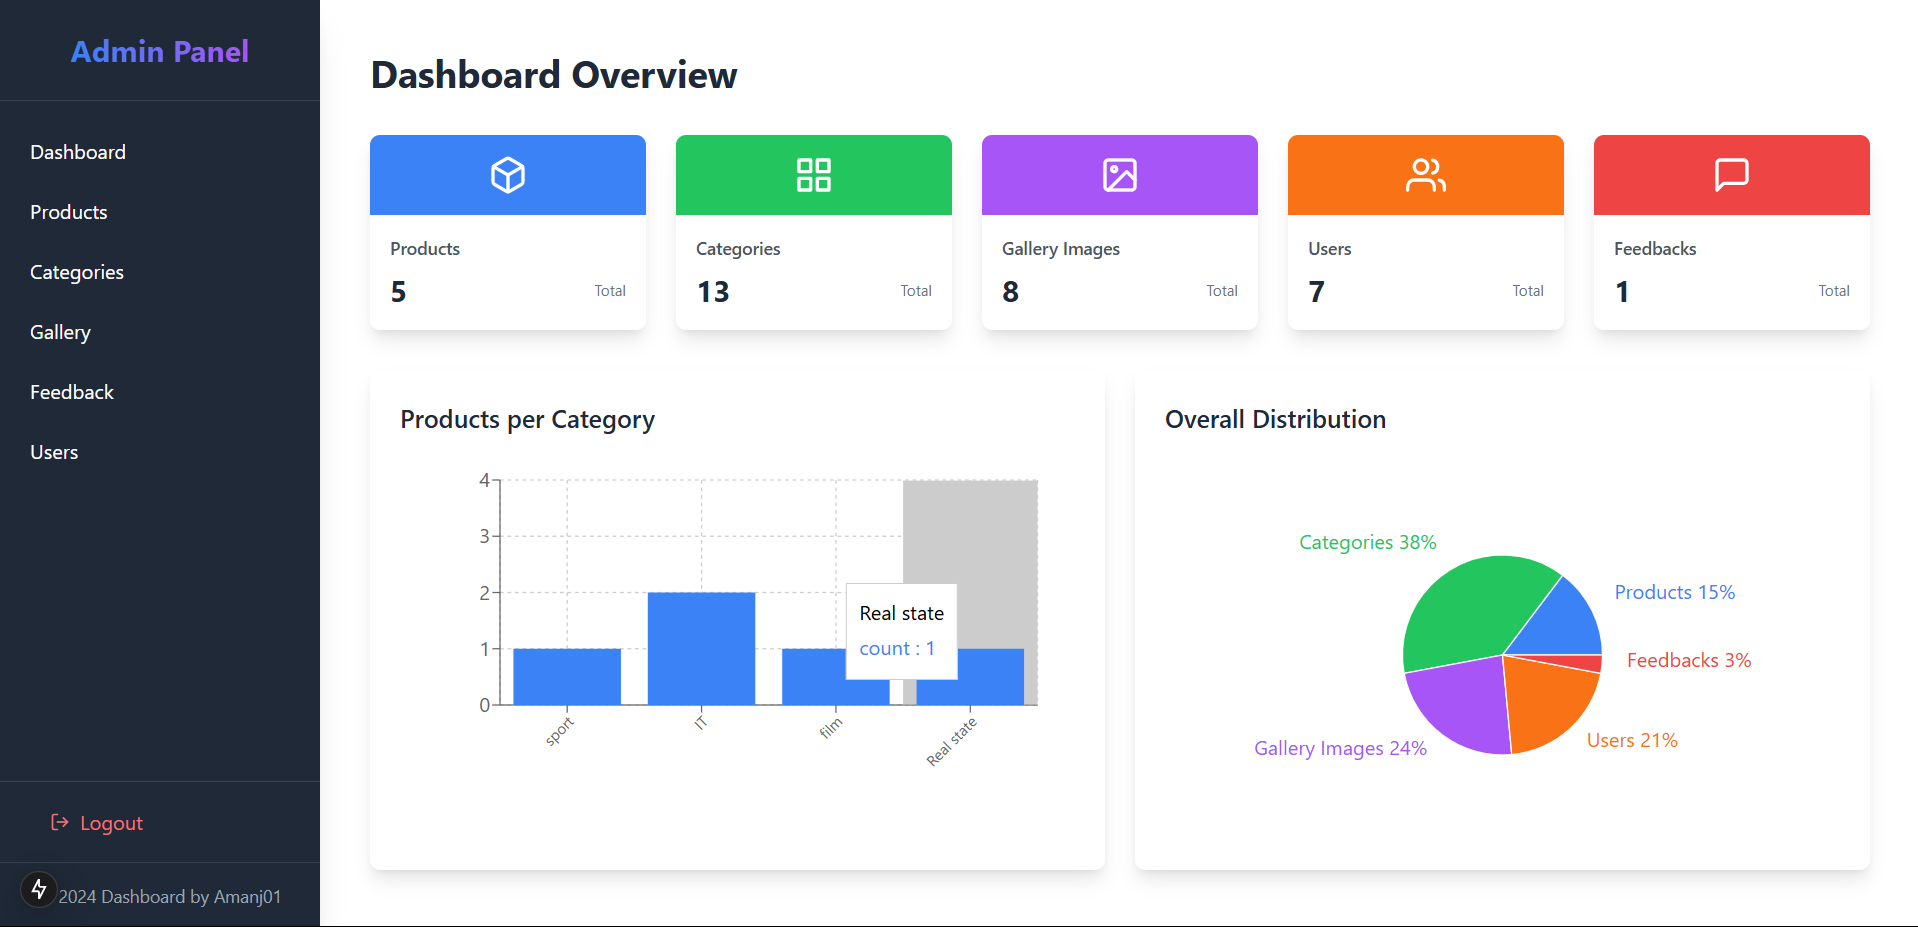 Admin Panel
Dashboard
Products
Categories
Gallery
Feedback
Users
Logout
2024 Dashboard by Amanj01
Dashboard Overview
Products
5 Total
Categories
13 Total
Gallery Images
8 Total
Users
7 Total
Feedbacks
1 Total
Products per Category
4
3
2
1
0
sport
IT
film
Real state
Real state
count : 1
Overall Distribution
Categories 38%
Products 15%
Feedbacks 3%
Users 21%
Gallery Images 24%